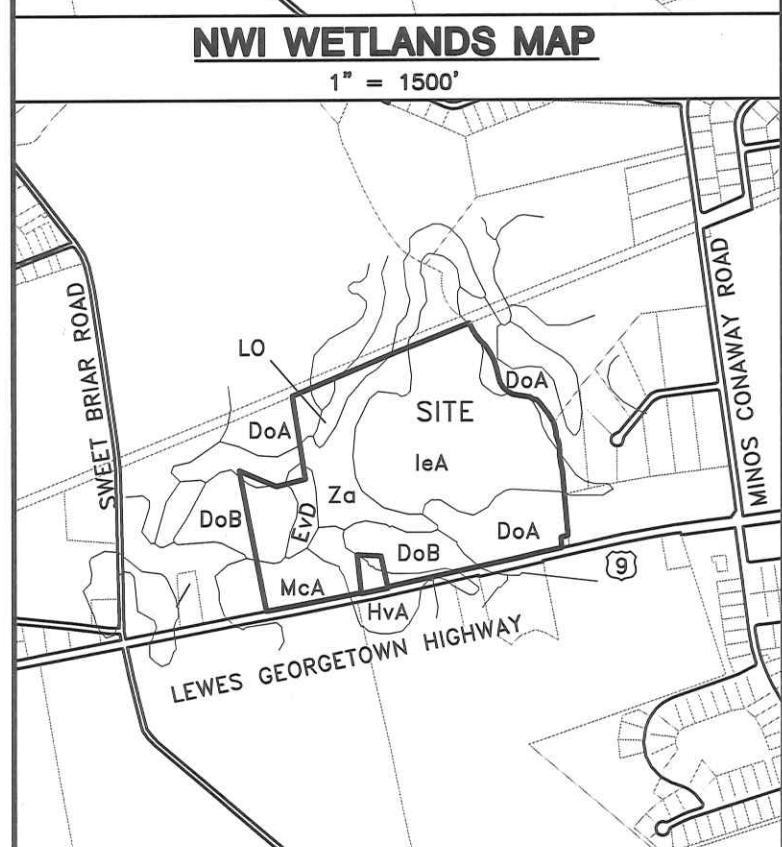 NWI WETLANDS MAP
1" = 1500'
SWEET BRIAR ROAD
MINOS CONAWAY ROAD
LO
DoA
DoA
SITE
IeA
DoB
EvD
Za
DoA
DoB
McA
HvA
9
LEWES GEORGETOWN HIGHWAY